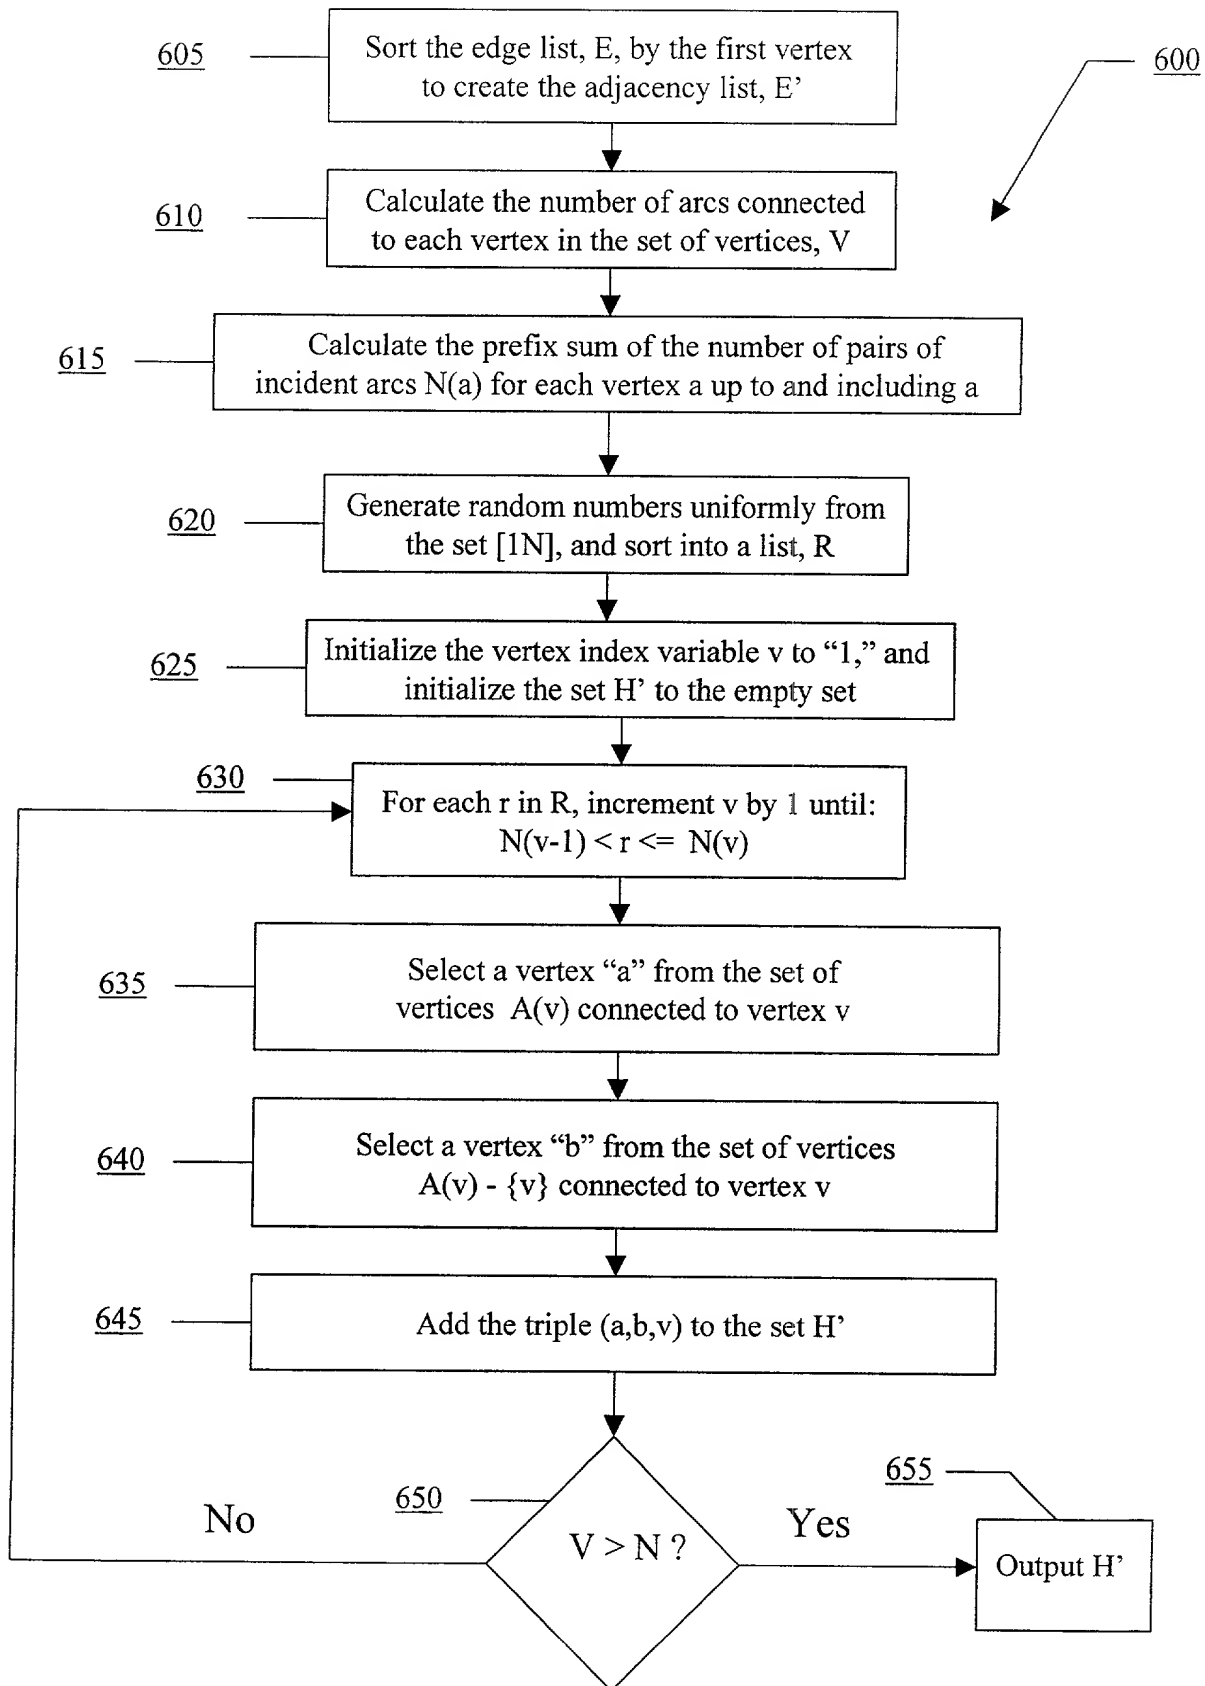 605
Sort the edge list, E, by the first vertex
to create the adjacency list, E’
600
610
Calculate the number of arcs connected
to each vertex in the set of vertices, V
615
Calculate the prefix sum of the number of pairs of
incident arcs N(a) for each vertex a up to and including a
620
Generate random numbers uniformly from
the set [1N], and sort into a list, R
625
Initialize the vertex index variable v to “1,” and
initialize the set H’ to the empty set
630
For each r in R, increment v by 1 until:
N(v-1) < r <= N(v)
635
Select a vertex “a” from the set of
vertices A(v) connected to vertex v
640
Select a vertex “b” from the set of vertices
A(v) - {v} connected to vertex v
645
Add the triple (a,b,v) to the set H’
650
V > N ?
No
Yes
655
Output H’